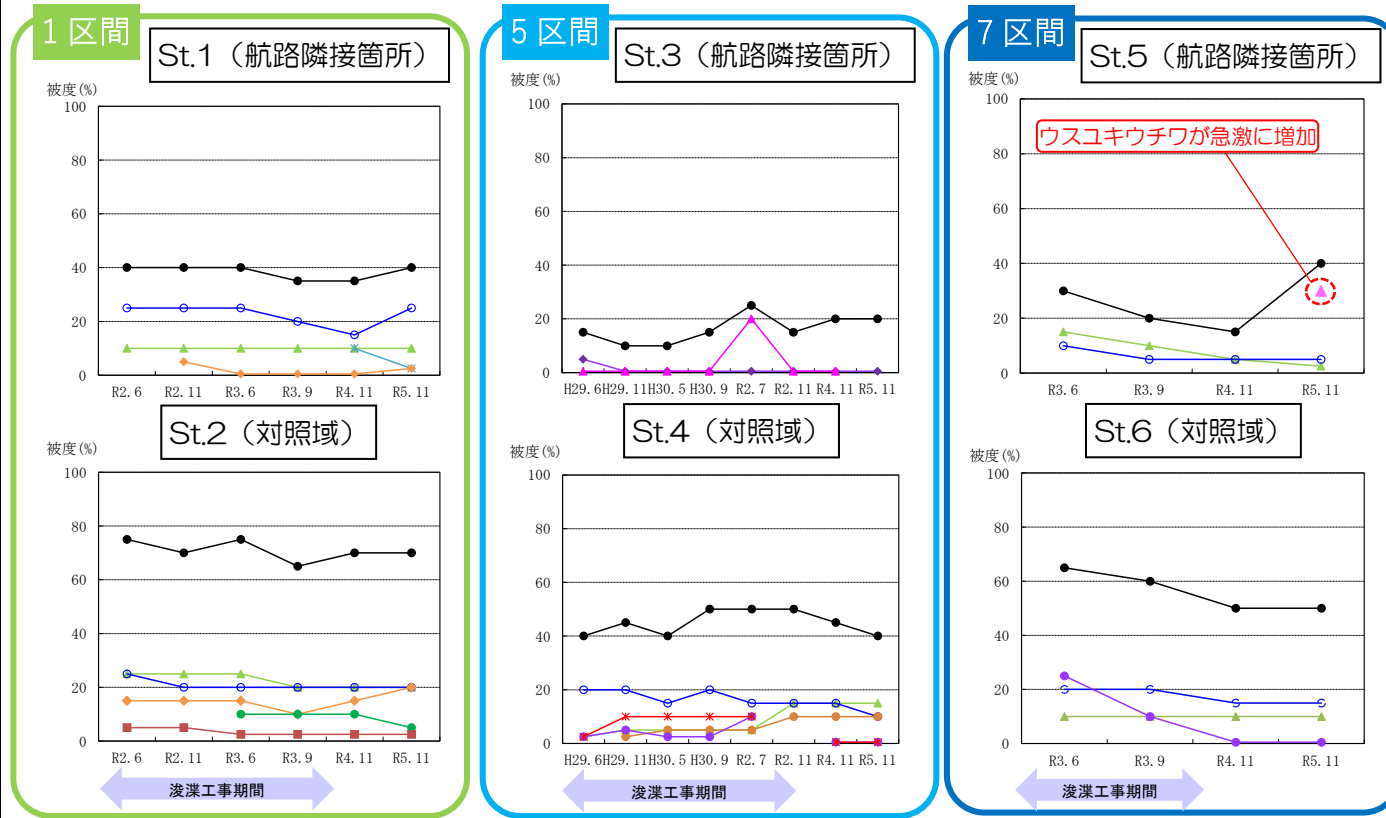 1 区間
St.1（航路隣接箇所）
被度(%)
100
80
60
40
20
0
R2. 6 R2. 11 R3. 6 R3. 9 R4. 11 R5. 11
St.2（対照域）
被度(%)
100
80
60
40
20
0
R2. 6 R2. 11 R3. 6 R3. 9 R4. 11 R5. 11
浚渫工事期間
5 区間
St.3（航路隣接箇所）
被度(%)
100
80
60
40
20
0
H29. 6 H29. 11 H30. 5 H30. 9 R2. 7 R2. 11 R4. 11 R5. 11
St.4（対照域）
被度(%)
100
80
60
40
20
0
H29. 6 H29. 11 H30. 5 H30. 9 R2. 7 R2. 11 R4. 11 R5. 11
浚渫工事期間
7 区間
St.5（航路隣接箇所）
被度(%)
100
ウスユキウチワが急激に増加
80
60
40
20
0
R3. 6 R3. 9 R4. 11 R5. 11
St.6（対照域）
被度(%)
100
80
60
40
20
0
R3. 6 R3. 9 R4. 11 R5. 11
浚渫工事期間